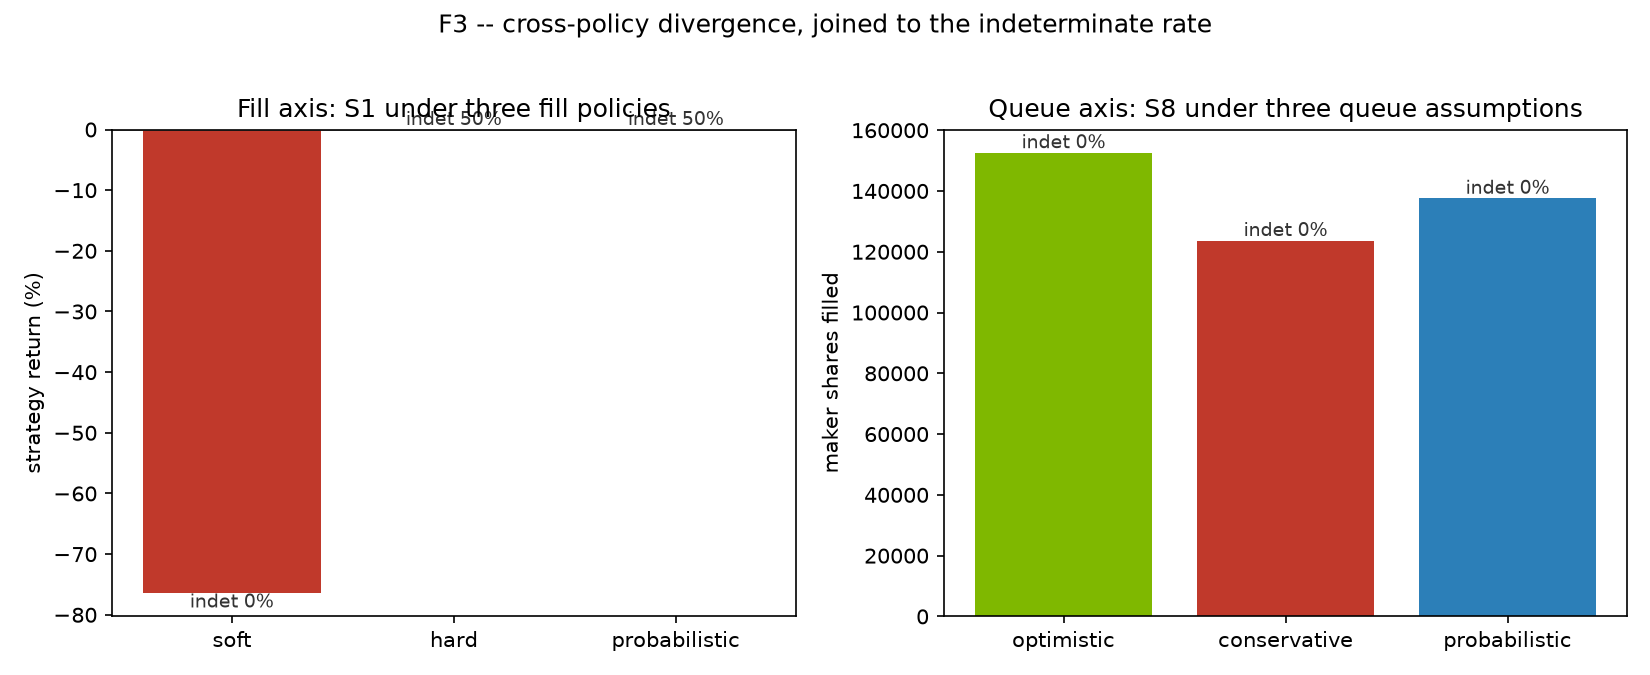 F3 -- cross-policy divergence, joined to the indeterminate rate
Fill axis: S1 under three fill policies
indet 50%
indet 50%
0
−10
−20
−30
−40
−50
−60
−70
−80
strategy return (%)
indet 0%
soft
hard
probabilistic
Queue axis: S8 under three queue assumptions
160000
140000
120000
100000
80000
60000
40000
20000
0
maker shares filled
indet 0%
indet 0%
indet 0%
optimistic
conservative
probabilistic